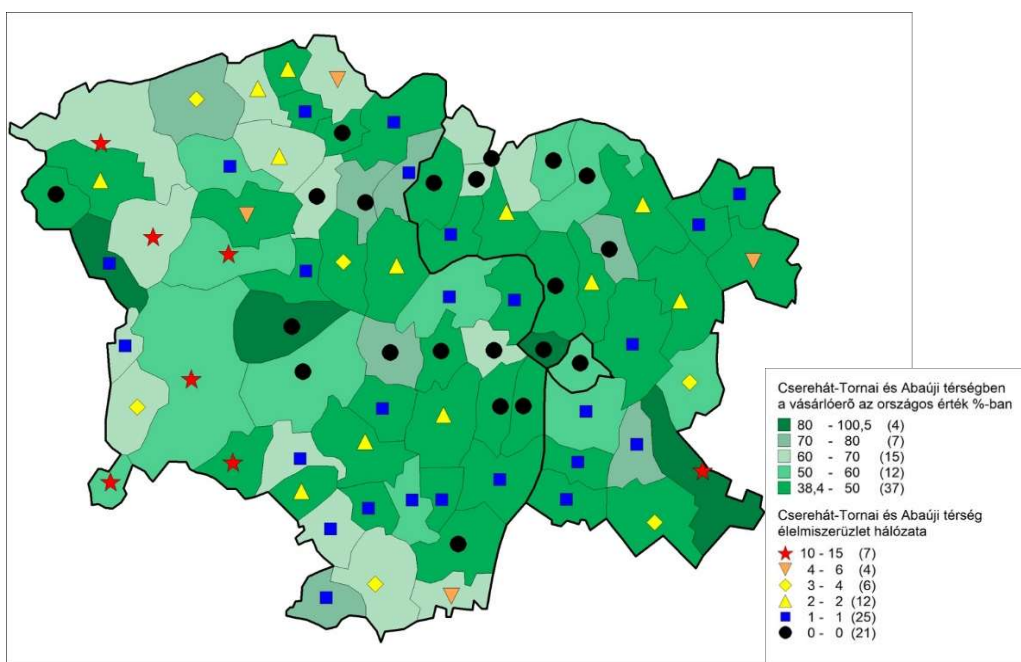 Cserehát-Tornai és Abaúji térségben
a vásárlóerő az országos érték %-ban
80 - 100,5 (4)
70 - 80 (7)
60 - 70 (15)
50 - 60 (12)
38,4 - 50 (37)
Cserehát-Tornai és Abaúji térség
élelmiszerüzlet hálózata
10 - 15 (7)
4 - 6 (4)
3 - 4 (6)
2 - 2 (12)
1 - 1 (25)
0 - 0 (21)